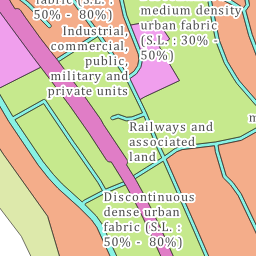 fabric (S.L. :
50% - 80%)
medium density
urban fabric
(S.L. : 30% -
50%)
Industrial,
commercial,
public,
military and
private units
Railways and
associated
land
Discontinuous
dense urban
fabric (S.L. :
50% - 80%)